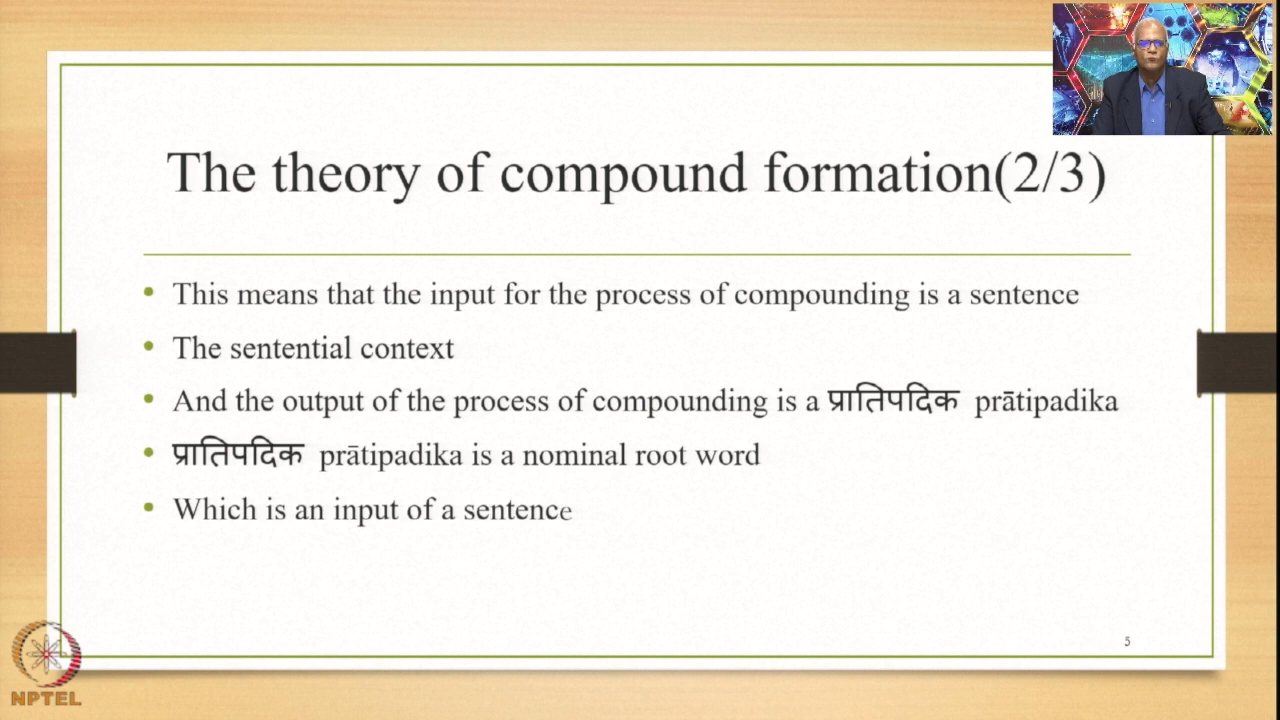 The theory of compound formation(2/3)
• This means that the input for the process of compounding is a sentence
• The sentential context
• And the output of the process of compounding is a प्रातिपदिक prātipadika
• प्रातिपदिक prātipadika is a nominal root word
• Which is an input of a sentence
5
NPTEL